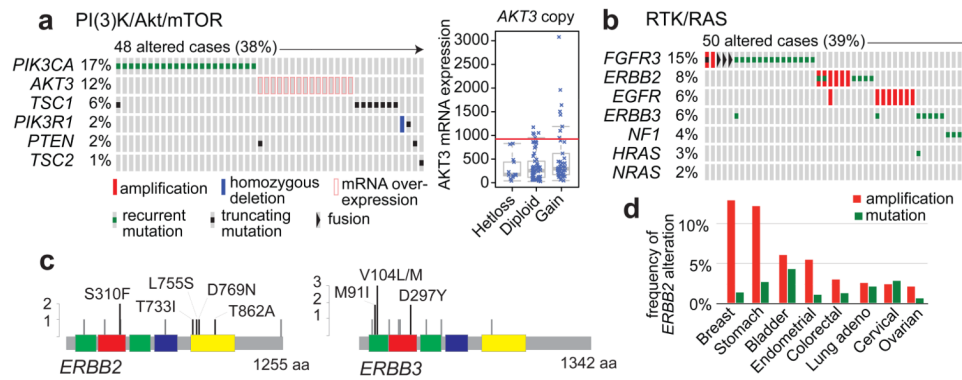 a PI(3)K/Akt/mTOR
48 altered cases (38%)
PIK3CA 17%
AKT3 12%
TSC1 6%
PIK3R1 2%
PTEN 2%
TSC2 1%
amplification
homozygous deletion
mRNA over-expression
recurrent mutation
truncating mutation
fusion
AKT3 copy
AKT3 mRNA expression
3000
2500
2000
1500
1000
500
0
Hetloss
Diploid
Gain
b RTK/RAS
50 altered cases (39%)
FGFR3 15%
ERBB2 8%
EGFR 6%
ERBB3 6%
NF1 4%
HRAS 3%
NRAS 2%
c
2
1
0
S310F
T733I
L755S
D769N
T862A
ERBB2
1255 aa
3
2
1
0
M91I
V104L/M
D297Y
ERBB3
1342 aa
d
amplification
mutation
frequency of
ERBB2 alteration
10%
5%
0%
Breast
Stomach
Bladder
Endometrial
Colorectal
Lung adeno
Cervical
Ovarian